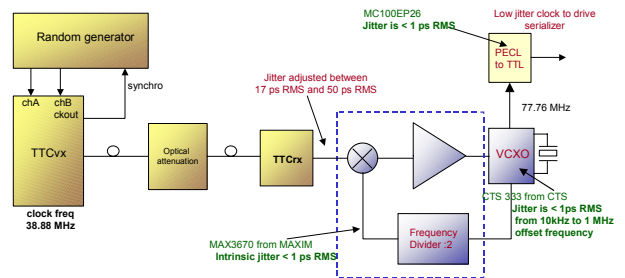 MC100EP26
Jitter is < 1 ps RMS
Low jitter clock to drive
serializer
Random generator
PECL
to TTL
synchro
chA
chB
ckout
Jitter adjusted between
17 ps RMS and 50 ps RMS
77.76 MHz
TTCvx
Optical
attenuation
TTCrx
VCXO
clock freq
38.88 MHz
CTS 333 from CTS
Jitter is < 1ps RMS
from 10kHz to 1 MHz
offset frequency
Frequency
Divider :2
MAX3670 from MAXIM
Intrinsic jitter < 1 ps RMS